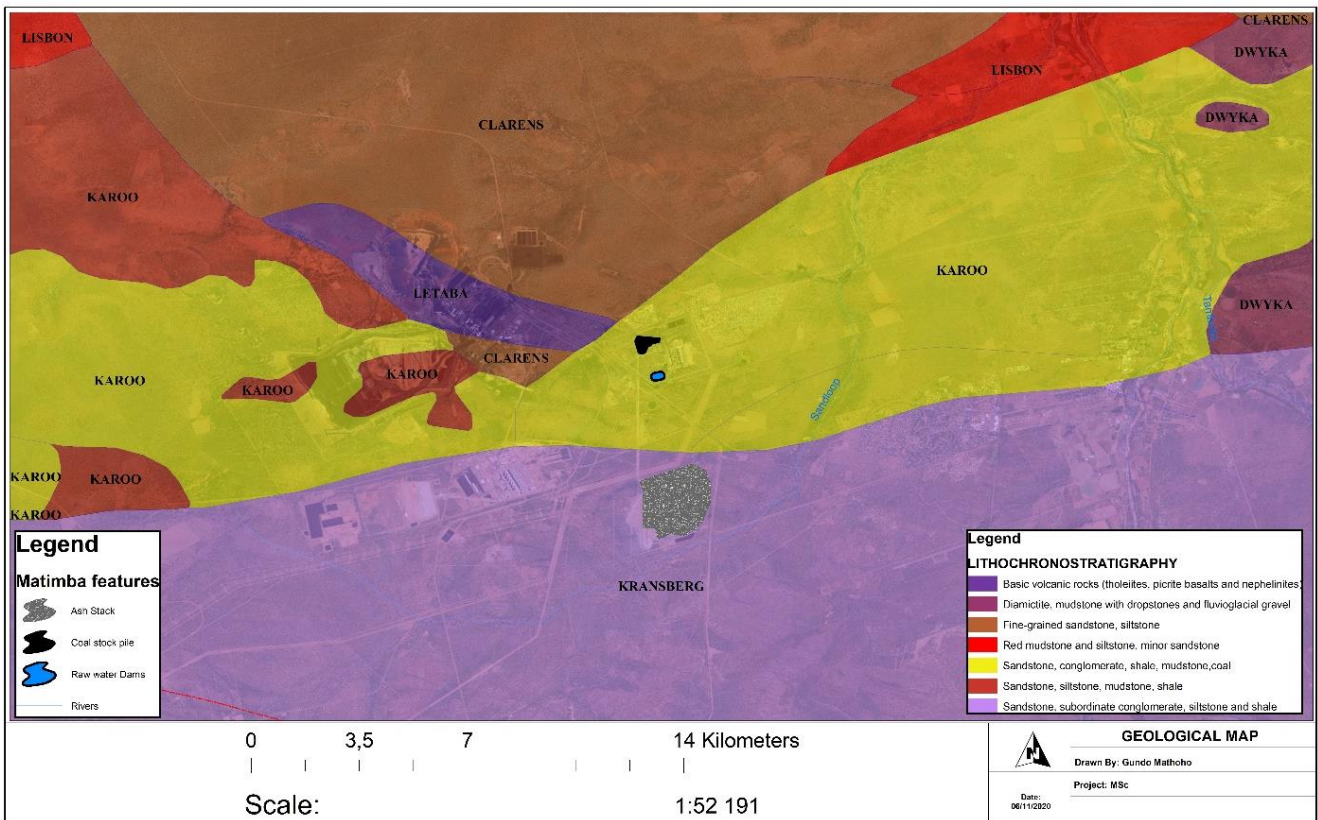 CLARENS
LISBON
DWYKA
LISBON
DWYKA
CLARENS
KAROO
KAROO
LETABA
DWYKA
CLARENS
KAROO
KAROO
KAROO
Sandloop
KAROO
KAROO
KAROO
KRANSBERG
Legend
Matimba features
Ash Stack
Coal stock pile
Raw water Dams
Rivers
Legend
LITHOCHRONOSTRATIGRAPHY
Basic volcanic rocks (tholeiites, picrite basalts and nephelinites)
Diamictite, mudstone with dropstones and fluvioglacial gravel
Fine-grained sandstone, siltstone
Red mudstone and siltstone, minor sandstone
Sandstone, conglomerate, shale, mudstone,coal
Sandstone, siltstone, mudstone, shale
Sandstone, subordinate conglomerate, siltstone and shale
0 3,5 7 14 Kilometers
Scale: 1:52 191
N
GEOLOGICAL MAP
Drawn By: Gundo Mathoho
Project: MSc
Date:
06/11/2020